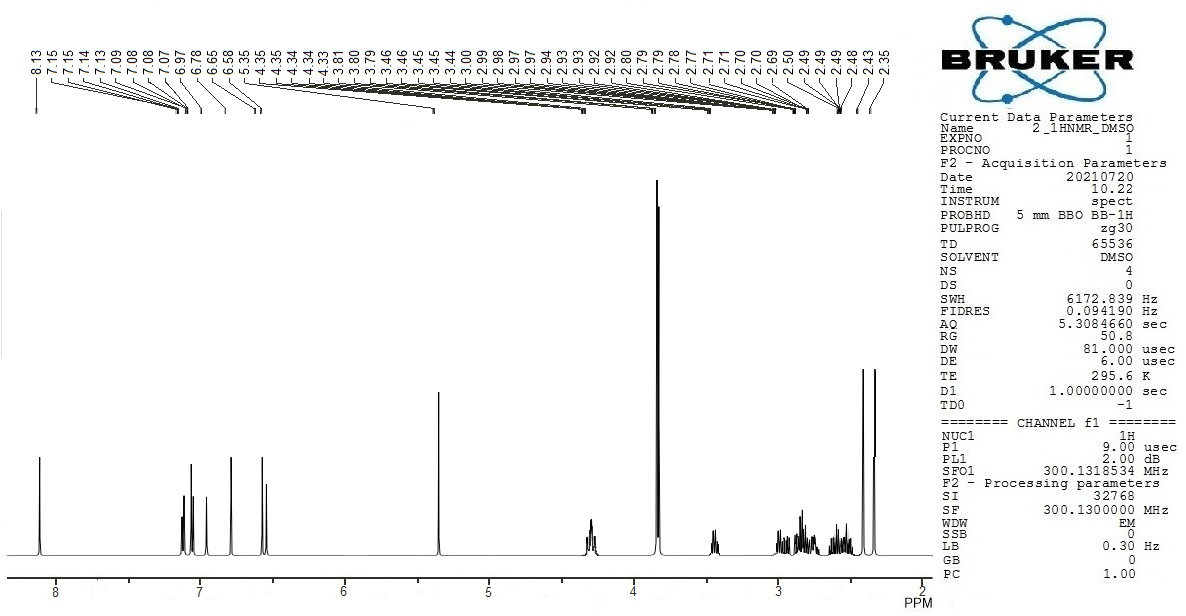 8.13 7.15 7.15 7.14 7.13 7.09 7.08 7.08 7.07 6.97 6.78 6.65 6.58 5.35 4.35 4.35 4.34 4.34 4.33 3.81 3.80 3.79 3.46 3.46 3.45 3.45 3.44 3.00 2.99 2.98 2.97 2.97 2.94 2.93 2.93 2.92 2.92 2.80 2.79 2.79 2.78 2.77 2.71 2.71 2.70 2.70 2.69 2.50 2.49 2.49 2.49 2.48 2.43 2.35
BRUKER
Current Data Parameters
Name 2_1HNMR_DMSO
EXPNO 1
PROCNO 1
F2 - Acquisition Parameters
Date 20210720
Time 10.22
INSTRUM spect
PROBHD 5 mm BBO BB-1H
PULPROG zg30
TD 65536
SOLVENT DMSO
NS 4
DS 0
SWH 6172.839 Hz
FIDRES 0.094190 Hz
AQ 5.3084660 sec
RG 50.8
DW 81.000 usec
DE 6.00 usec
TE 295.6 K
D1 1.00000000 sec
TD0 -1
======== CHANNEL f1 ========
NUC1 1H
P1 9.00 usec
PL1 2.00 dB
SFO1 300.1318534 MHz
F2 - Processing parameters
SI 32768
SF 300.1300000 MHz
WDW EM
SSB 0
LB 0.30 Hz
GB 0
PC 1.00
8 7 6 5 4 3 2
PPM